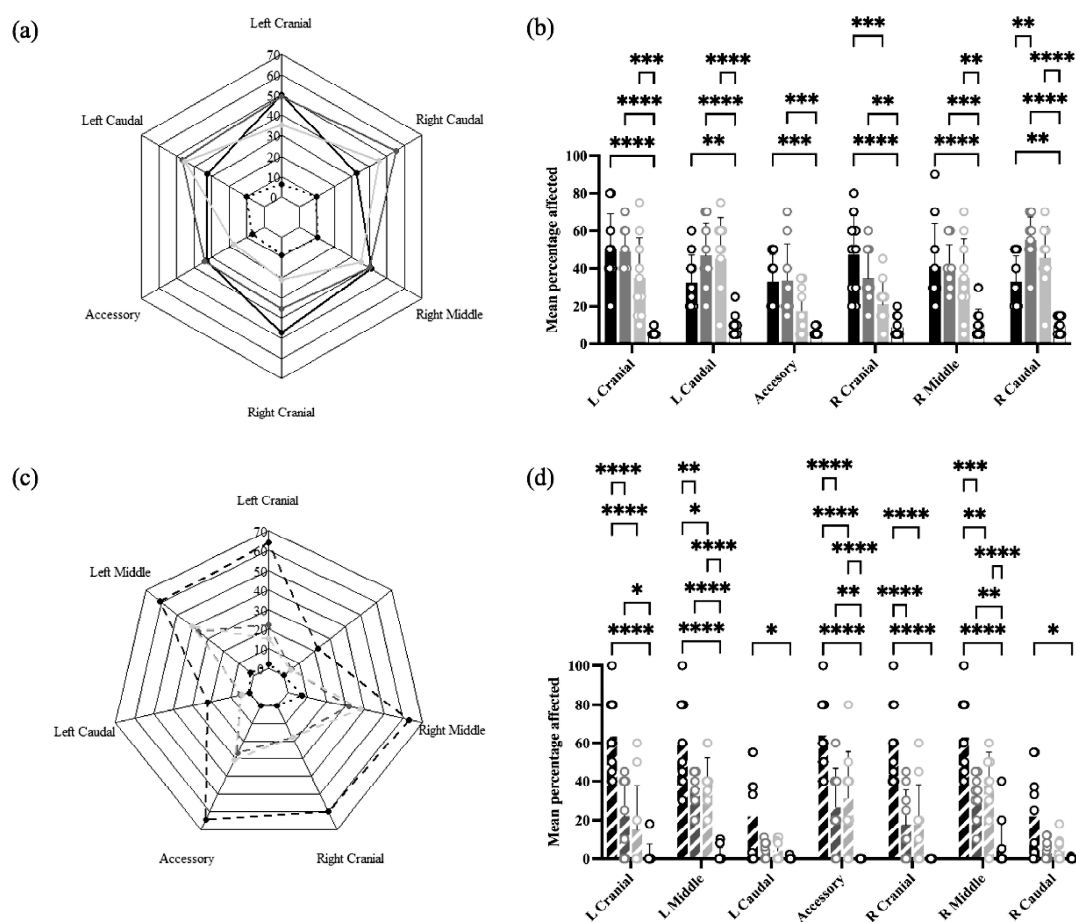 (a)
Left Cranial
70
60
50
40
30
20
10
0
Left Caudal
Right Caudal
Accessory
Right Middle
Right Cranial
(b)
*** **
*** **** ** ****
**** **** *** ** *** ****
**** ** *** **** **** **
Mean percentage affected
100
80
60
40
20
0
L Cranial
L Caudal
Accesory
R Cranial
R Middle
R Caudal
(c)
Left Cranial
70
60
50
40
30
20
10
0
Left Middle
Left Caudal
Right Middle
Accessory
Right Cranial
(d)
**** ** **** ***
**** * **** **** **
**** **** ****
* **** ** **** **
**** **** * **** **** **** *
Mean percentage affected
100
80
60
40
20
0
L Cranial
L Middle
L Caudal
Accessory
R Cranial
R Middle
R Caudal